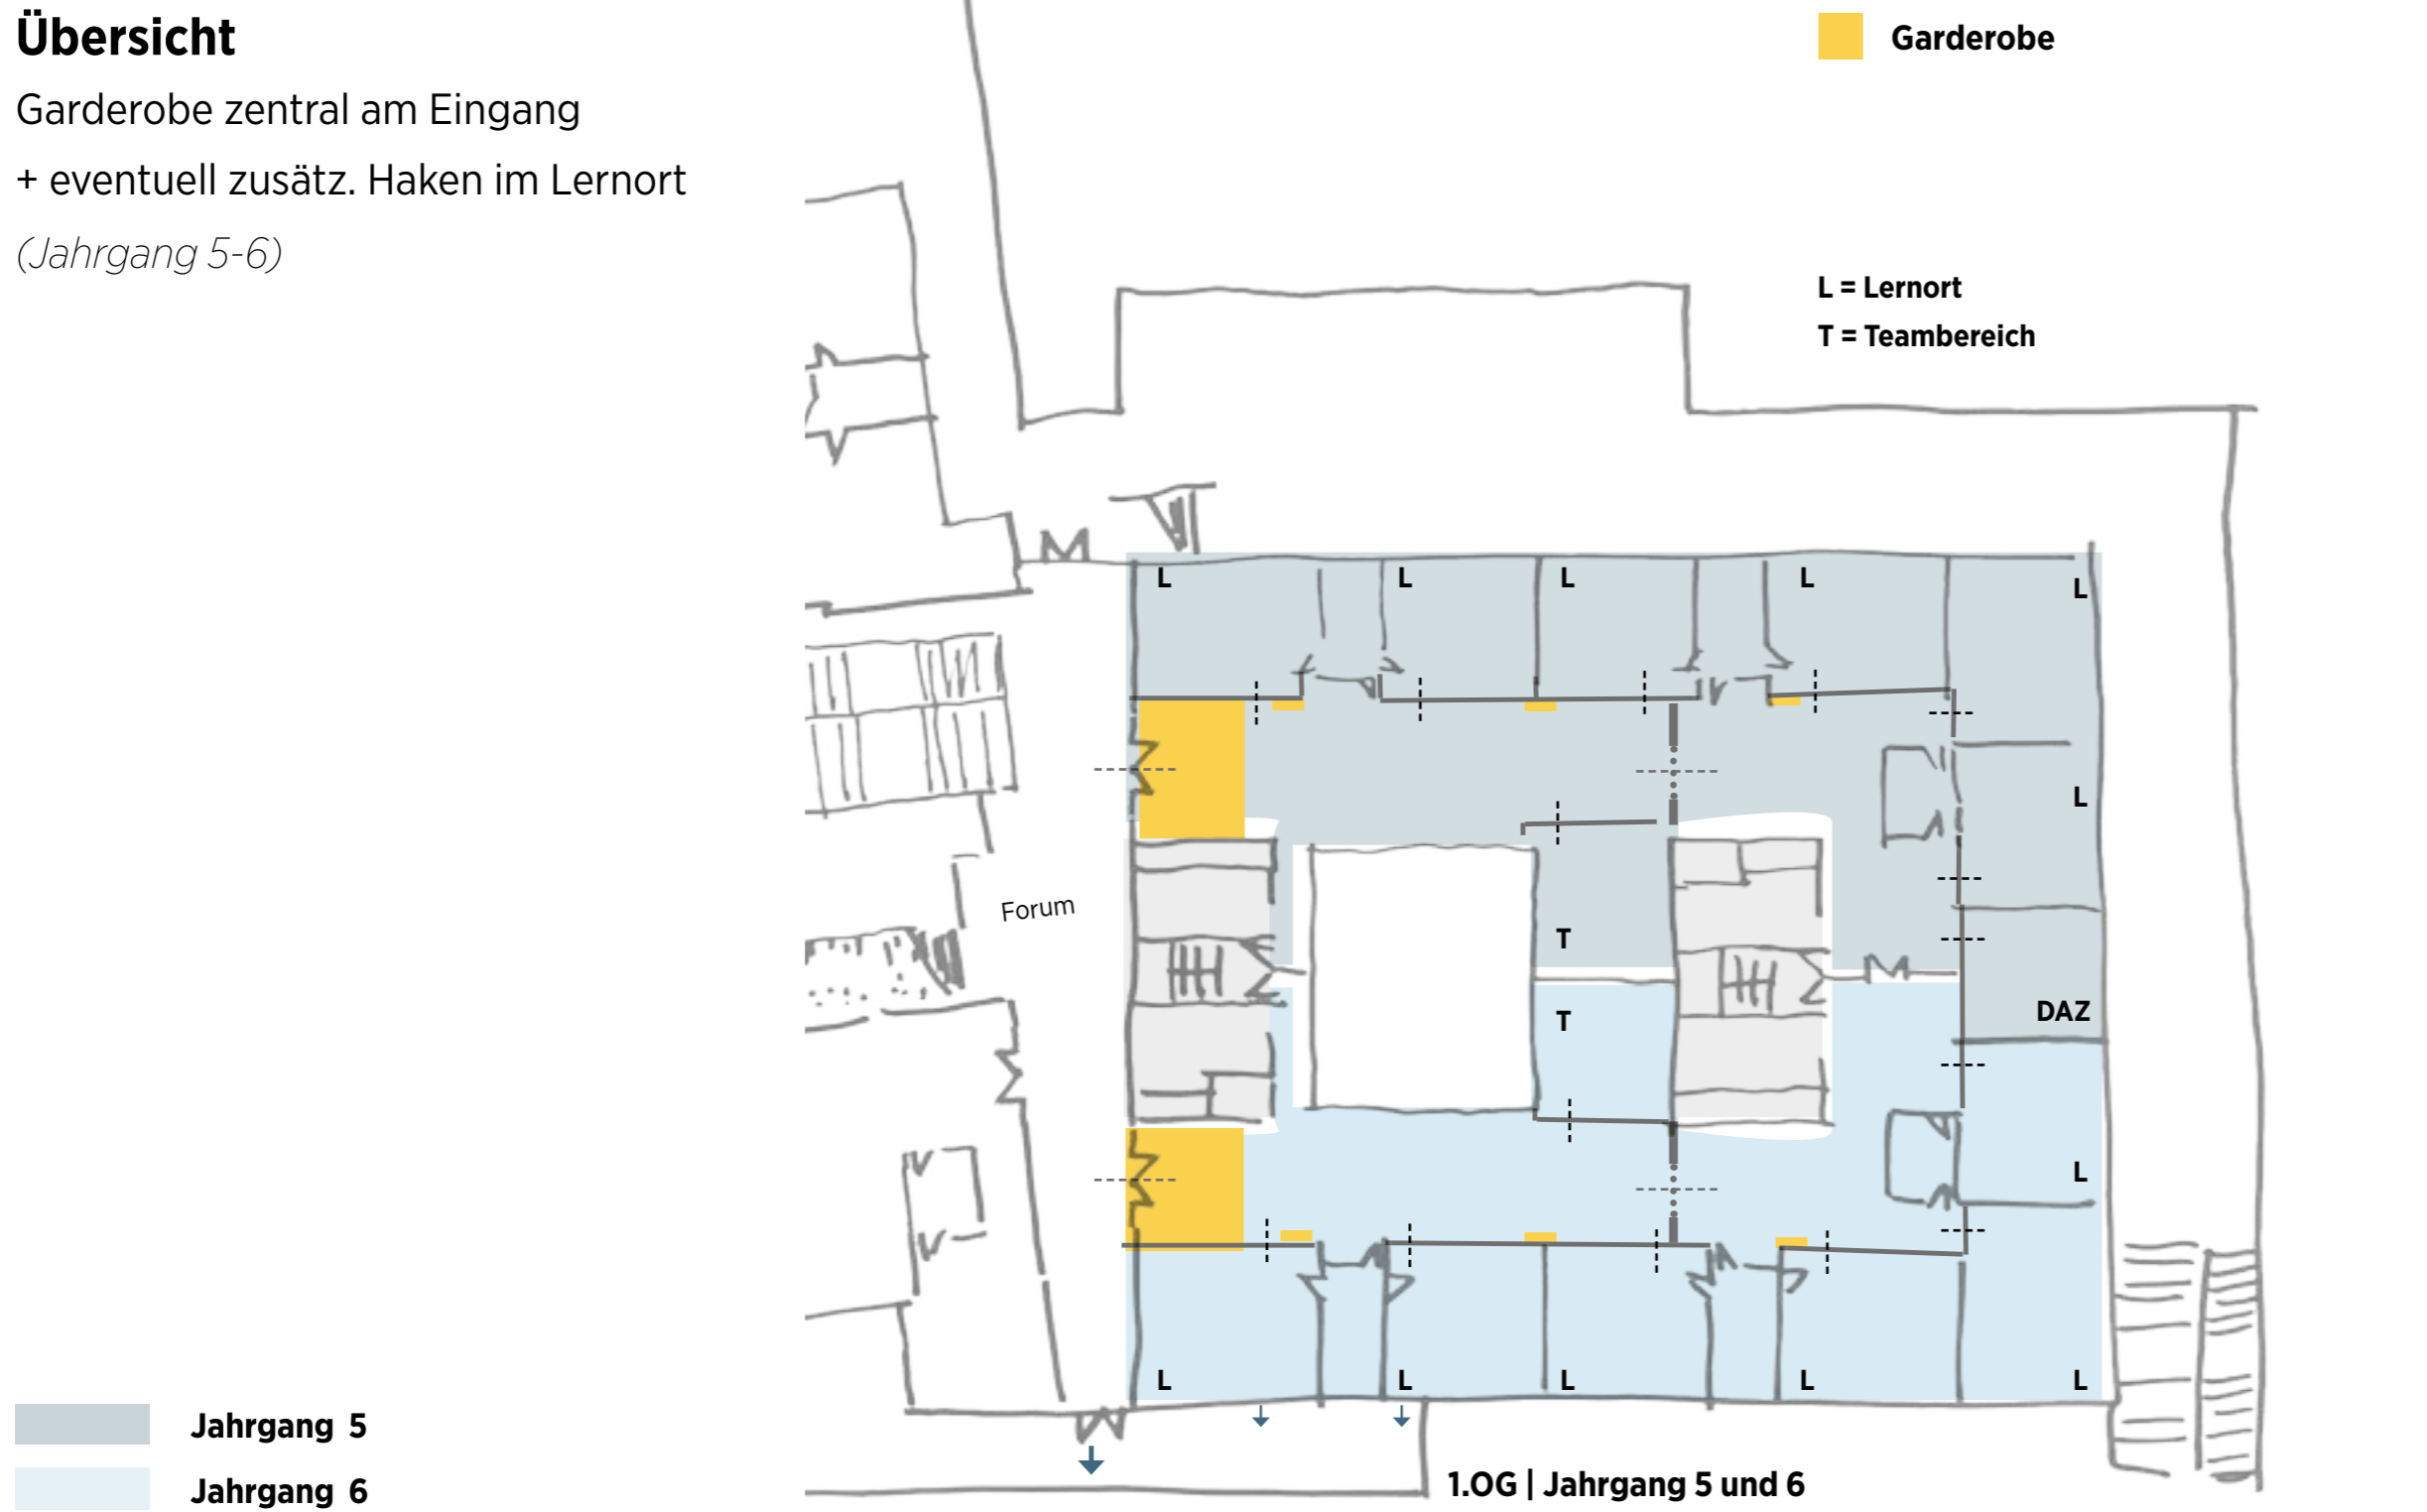 Übersicht
Garderobe zentral am Eingang
+ eventuell zusätz. Haken im Lernort
(Jahrgang 5-6)
Garderobe
L = Lernort
T = Teambereich
L L L L L
L
Forum
T
T
DAZ
L
L L L L L
Jahrgang 5
Jahrgang 6
1.OG | Jahrgang 5 und 6